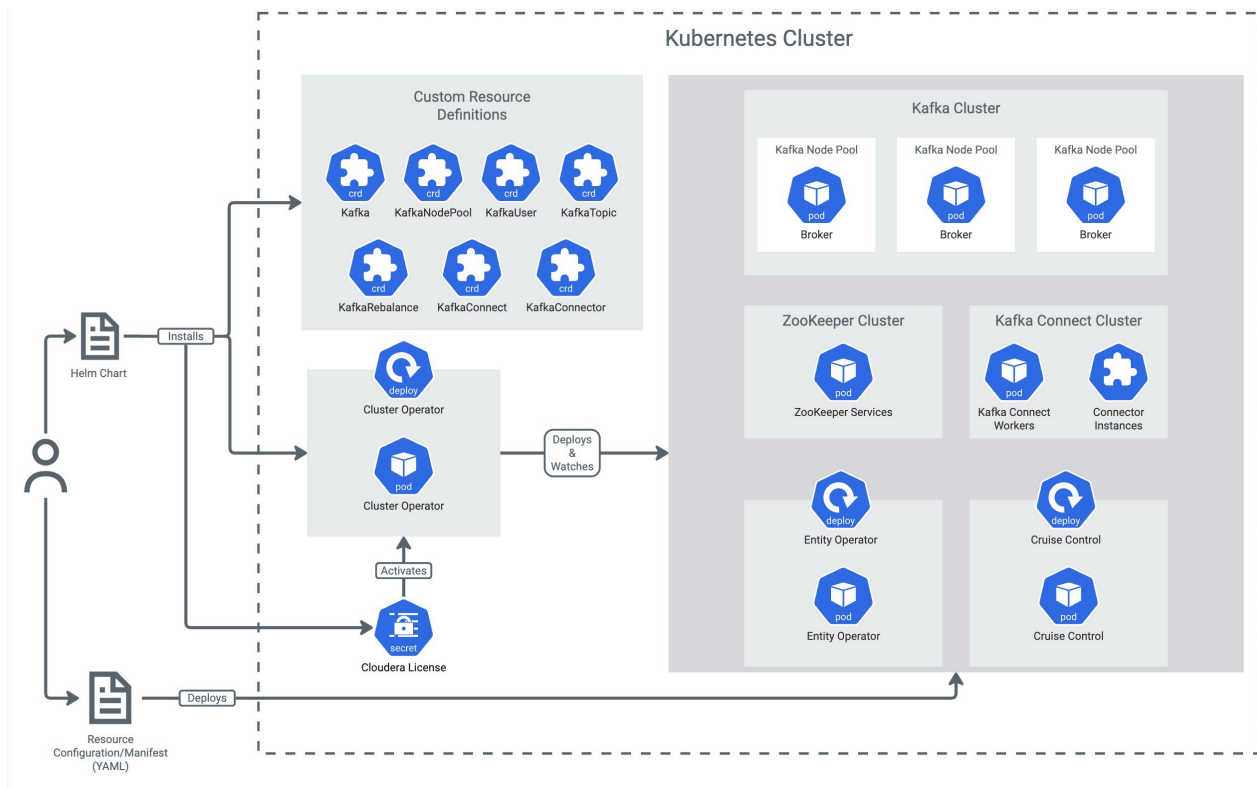 Kubernetes Cluster
Custom Resource
Definitions
crd
Kafka
crd
KafkaNodePool
crd
KafkaUser
crd
KafkaTopic
crd
KafkaRebalance
crd
KafkaConnect
crd
KafkaConnector
Kafka Cluster
Kafka Node Pool
pod
Broker
Kafka Node Pool
pod
Broker
Kafka Node Pool
pod
Broker
Helm Chart
Installs
deploy
Cluster Operator
pod
Cluster Operator
Deploys
&
Watches
ZooKeeper Cluster
pod
ZooKeeper Services
Kafka Connect Cluster
pod
Kafka Connect
Workers
Connector
Instances
deploy
Entity Operator
pod
Entity Operator
deploy
Cruise Control
pod
Cruise Control
Activates
secret
Cloudera License
Deploys
Resource
Configuration/Manifest
(YAML)